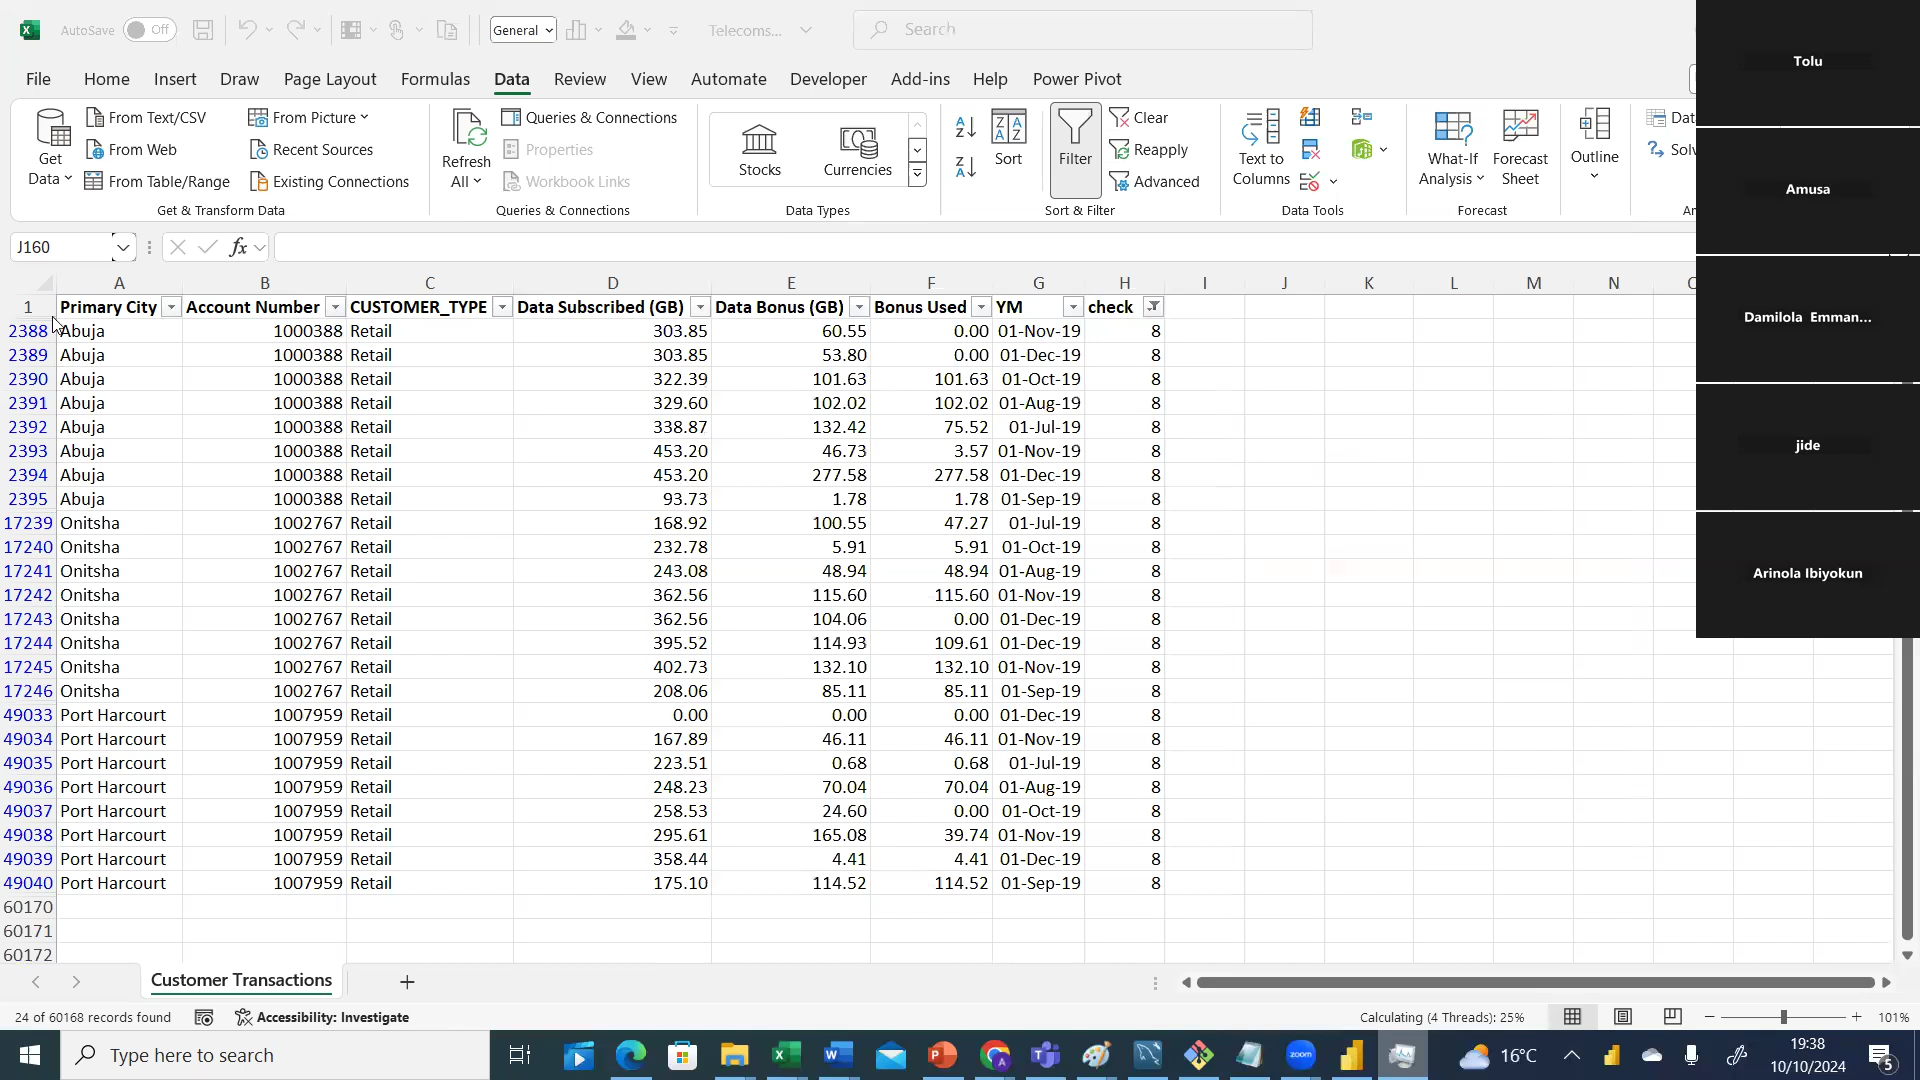 AutoSave Off General Telecoms... Search
File Home Insert Draw Page Layout Formulas Data Review View Automate Developer Add-ins Help Power Pivot
Get Data
From Text/CSV
From Web
From Table/Range
From Picture
Recent Sources
Existing Connections
Get & Transform Data
Refresh All
Queries & Connections
Properties
Workbook Links
Queries & Connections
Stocks
Currencies
Data Types
Sort
Filter
Clear
Reapply
Advanced
Sort & Filter
Text to Columns
Data Tools
What-If Analysis
Forecast Sheet
Forecast
Outline
J160
fx
A B C D E F G H I J K L M N
1 Primary City Account Number CUSTOMER_TYPE Data Subscribed (GB) Data Bonus (GB) Bonus Used YM check
2388 Abuja 1000388 Retail 303.85 60.55 0.00 01-Nov-19 8
2389 Abuja 1000388 Retail 303.85 53.80 0.00 01-Dec-19 8
2390 Abuja 1000388 Retail 322.39 101.63 101.63 01-Oct-19 8
2391 Abuja 1000388 Retail 329.60 102.02 102.02 01-Aug-19 8
2392 Abuja 1000388 Retail 338.87 132.42 75.52 01-Jul-19 8
2393 Abuja 1000388 Retail 453.20 46.73 3.57 01-Nov-19 8
2394 Abuja 1000388 Retail 453.20 277.58 277.58 01-Dec-19 8
2395 Abuja 1000388 Retail 93.73 1.78 1.78 01-Sep-19 8
17239 Onitsha 1002767 Retail 168.92 100.55 47.27 01-Jul-19 8
17240 Onitsha 1002767 Retail 232.78 5.91 5.91 01-Oct-19 8
17241 Onitsha 1002767 Retail 243.08 48.94 48.94 01-Aug-19 8
17242 Onitsha 1002767 Retail 362.56 115.60 115.60 01-Nov-19 8
17243 Onitsha 1002767 Retail 362.56 104.06 0.00 01-Dec-19 8
17244 Onitsha 1002767 Retail 395.52 114.93 109.61 01-Dec-19 8
17245 Onitsha 1002767 Retail 402.73 132.10 132.10 01-Nov-19 8
17246 Onitsha 1002767 Retail 208.06 85.11 85.11 01-Sep-19 8
49033 Port Harcourt 1007959 Retail 0.00 0.00 0.00 01-Dec-19 8
49034 Port Harcourt 1007959 Retail 167.89 46.11 46.11 01-Nov-19 8
49035 Port Harcourt 1007959 Retail 223.51 0.68 0.68 01-Jul-19 8
49036 Port Harcourt 1007959 Retail 248.23 70.04 70.04 01-Aug-19 8
49037 Port Harcourt 1007959 Retail 258.53 24.60 0.00 01-Oct-19 8
49038 Port Harcourt 1007959 Retail 295.61 165.08 39.74 01-Nov-19 8
49039 Port Harcourt 1007959 Retail 358.44 4.41 4.41 01-Dec-19 8
49040 Port Harcourt 1007959 Retail 175.10 114.52 114.52 01-Sep-19 8
60170
60171
60172
Tolu
Amusa
Damilola Emman...
jide
Arinola Ibiyokun
Customer Transactions
24 of 60168 records found Accessibility: Investigate Calculating (4 Threads): 25% 101%
Type here to search
zoom
16°C
19:38
10/10/2024
5